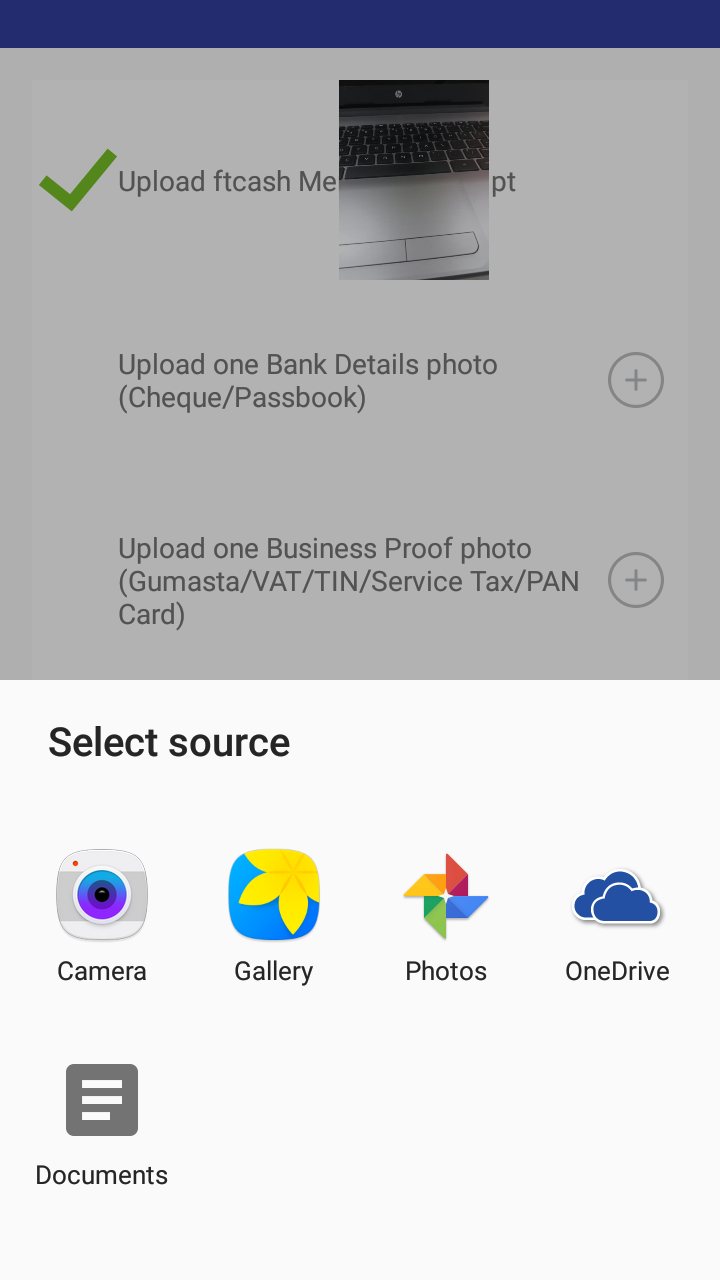 Upload ftcash Me pt
Upload one Bank Details photo
(Cheque/Passbook)
Upload one Business Proof photo
(Gumasta/VAT/TIN/Service Tax/PAN
Card)
Select source
Camera Gallery Photos OneDrive
Documents